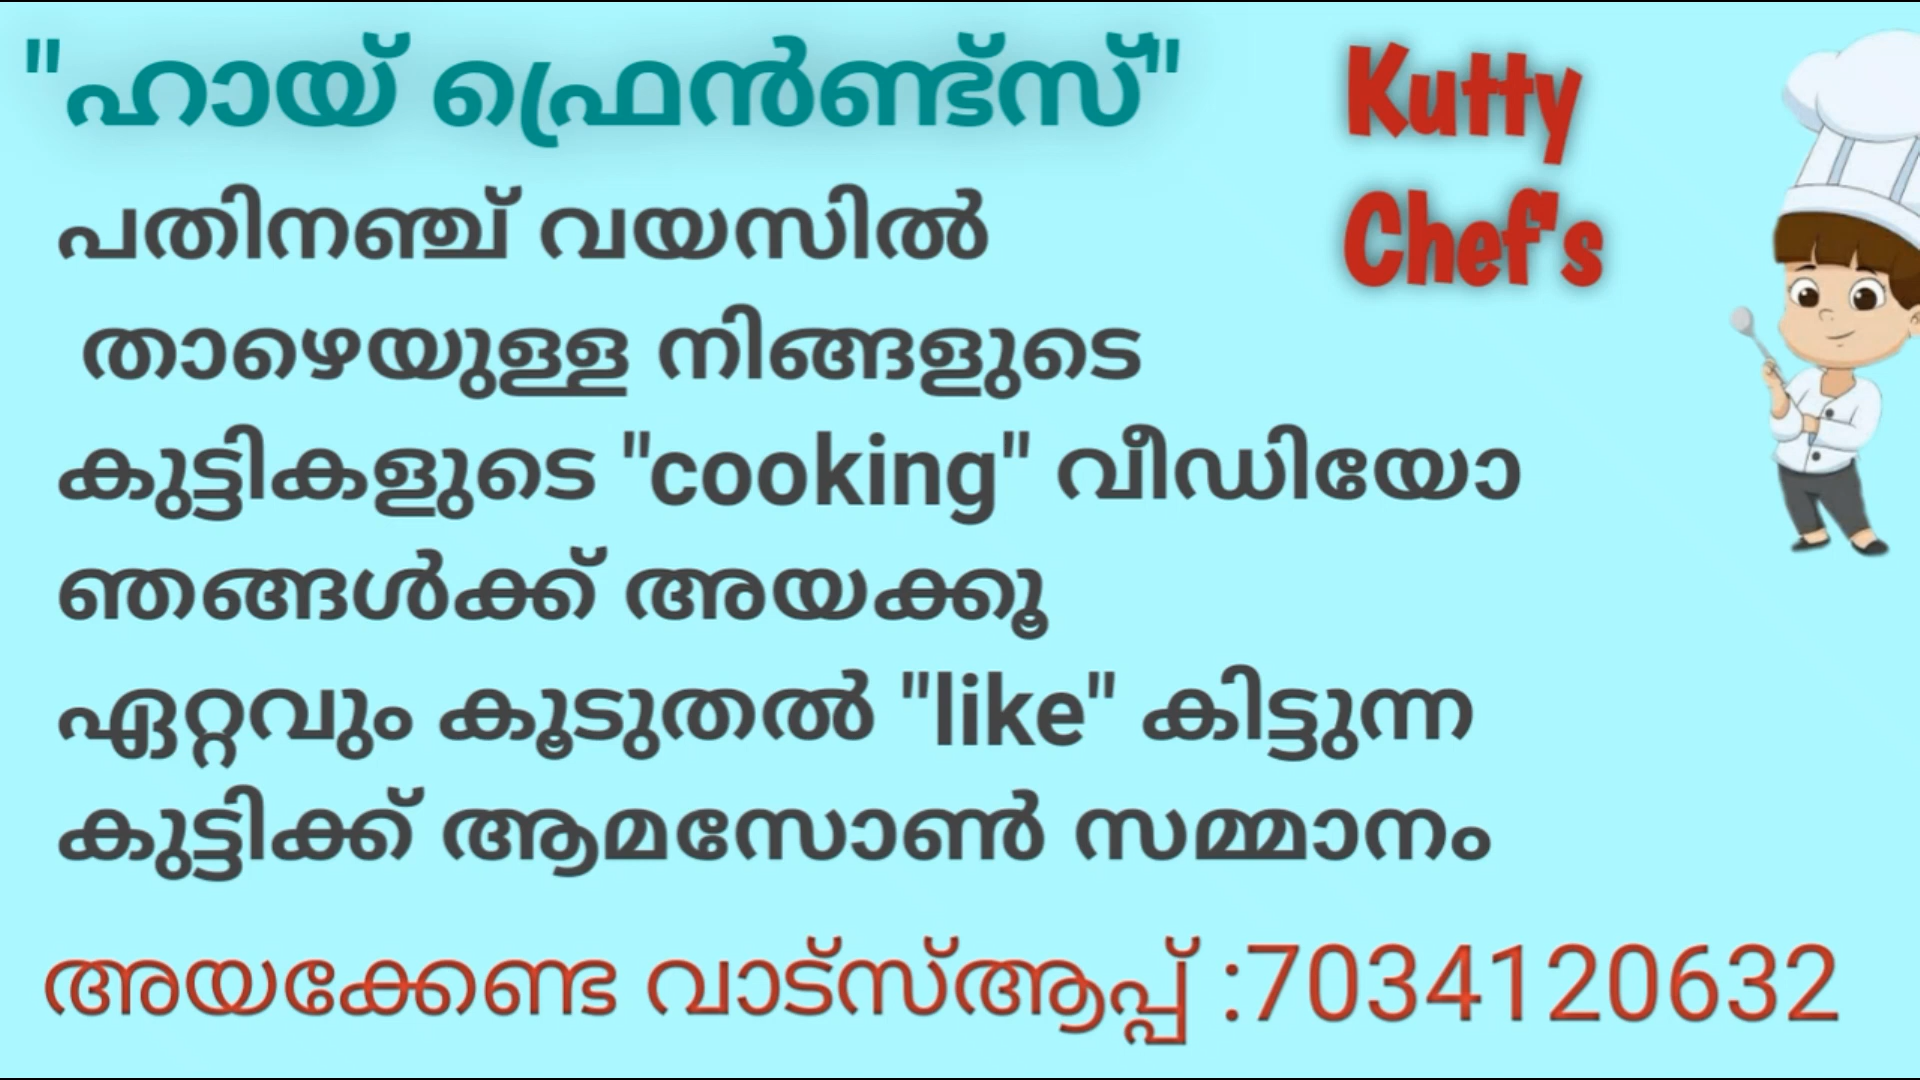 "ഹായ് ഫ്രെൻണ്ട്സ്"
Kutty
Chef's
പതിനഞ്ച് വയസിൽ
താഴെയുള്ള നിങ്ങളുടെ
കുട്ടികളുടെ "cooking" വീഡിയോ
ഞങ്ങൾക്ക് അയക്കൂ
ഏറ്റവും കൂടുതൽ "like" കിട്ടുന്ന
കുട്ടിക്ക് ആമസോൺ സമ്മാനം
അയക്കേണ്ട വാട്സ്ആപ്പ് :7034120632